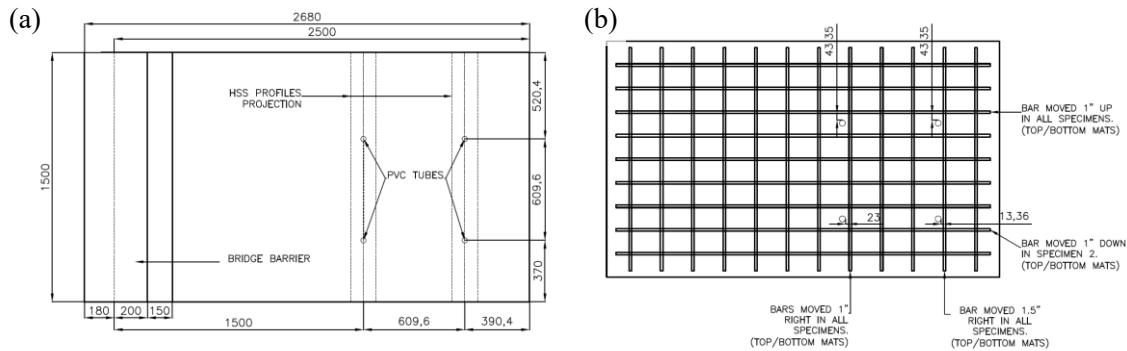 (a)
2680
2500
1500
HSS PROFILES
PROJECTION
PVC TUBES
BRIDGE BARRIER
520,4
609,6
370
180
200
150
1500
609,6
390,4
(b)
43,35
43,35
BAR MOVED 1" UP
IN ALL SPECIMENS.
(TOP/BOTTOM MATS)
23
13,36
BAR MOVED 1" DOWN
IN SPECIMEN 2.
(TOP/BOTTOM MATS)
BARS MOVED 1"
RIGHT IN ALL
SPECIMENS.
(TOP/BOTTOM MATS)
BAR MOVED 1.5"
RIGHT IN ALL
SPECIMENS.
(TOP/BOTTOM MATS)